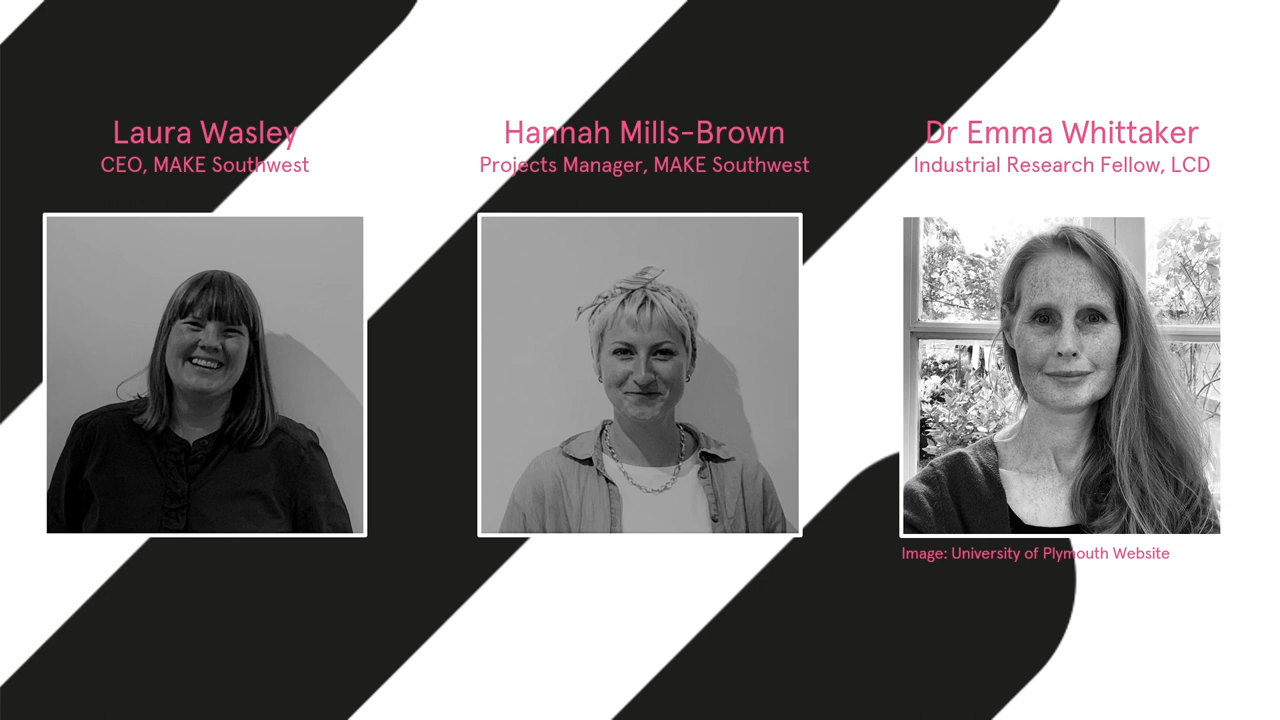 Laura Wasley
CEO, MAKE Southwest
Hannah Mills-Brown
Projects Manager, MAKE Southwest
Dr Emma Whittaker
Industrial Research Fellow, LCD
Image: University of Plymouth Website